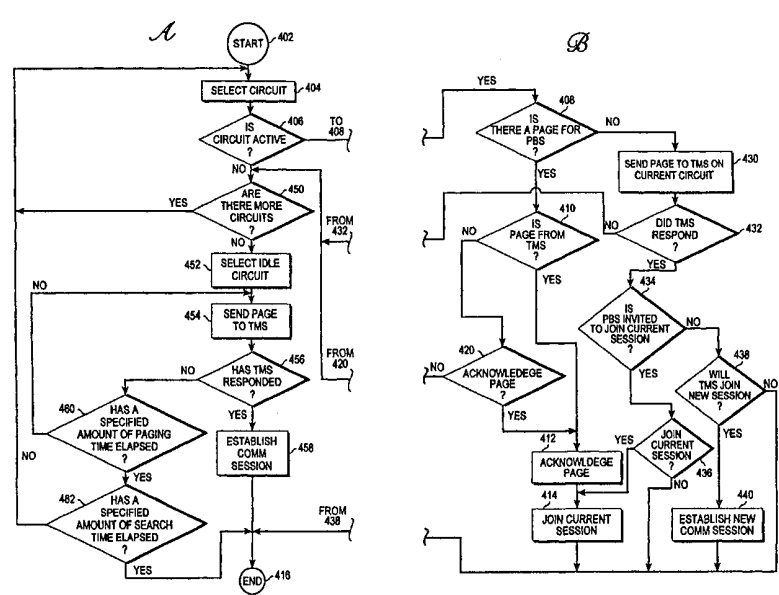 A
START
402
SELECT CIRCUIT
404
IS
CIRCUIT ACTIVE
?
406
TO
408
NO
ARE
THERE MORE
CIRCUITS
?
450
YES
FROM
432
NO
452
SELECT IDLE
CIRCUIT
NO
454
SEND PAGE
TO TMS
HAS TMS
RESPONDED
?
456
FROM
420
NO
YES
460
HAS A
SPECIFIED
AMOUNT OF PAGING
TIME ELAPSED
?
ESTABLISH
COMM
SESSION
458
NO
YES
462
HAS A
SPECIFIED
AMOUNT OF SEARCH
TIME ELAPSED
?
FROM
438
YES
END
416
B
YES
IS
THERE A PAGE FOR
PBS
?
408
NO
YES
SEND PAGE TO TMS ON
CURRENT CIRCUIT
430
IS
PAGE FROM
TMS
?
410
NO
YES
DID TMS
RESPOND
?
432
NO
YES
434
IS
PBS INVITED
TO JOIN CURRENT
SESSION
?
NO
YES
420
ACKNOWLEDEGE
PAGE
?
NO
YES
438
WILL
TMS JOIN
NEW SESSION
?
NO
YES
412
ACKNOWLDEGE
PAGE
YES
JOIN
CURRENT
SESSION
?
436
NO
414
JOIN CURRENT
SESSION
440
ESTABLISH NEW
COMM SESSION